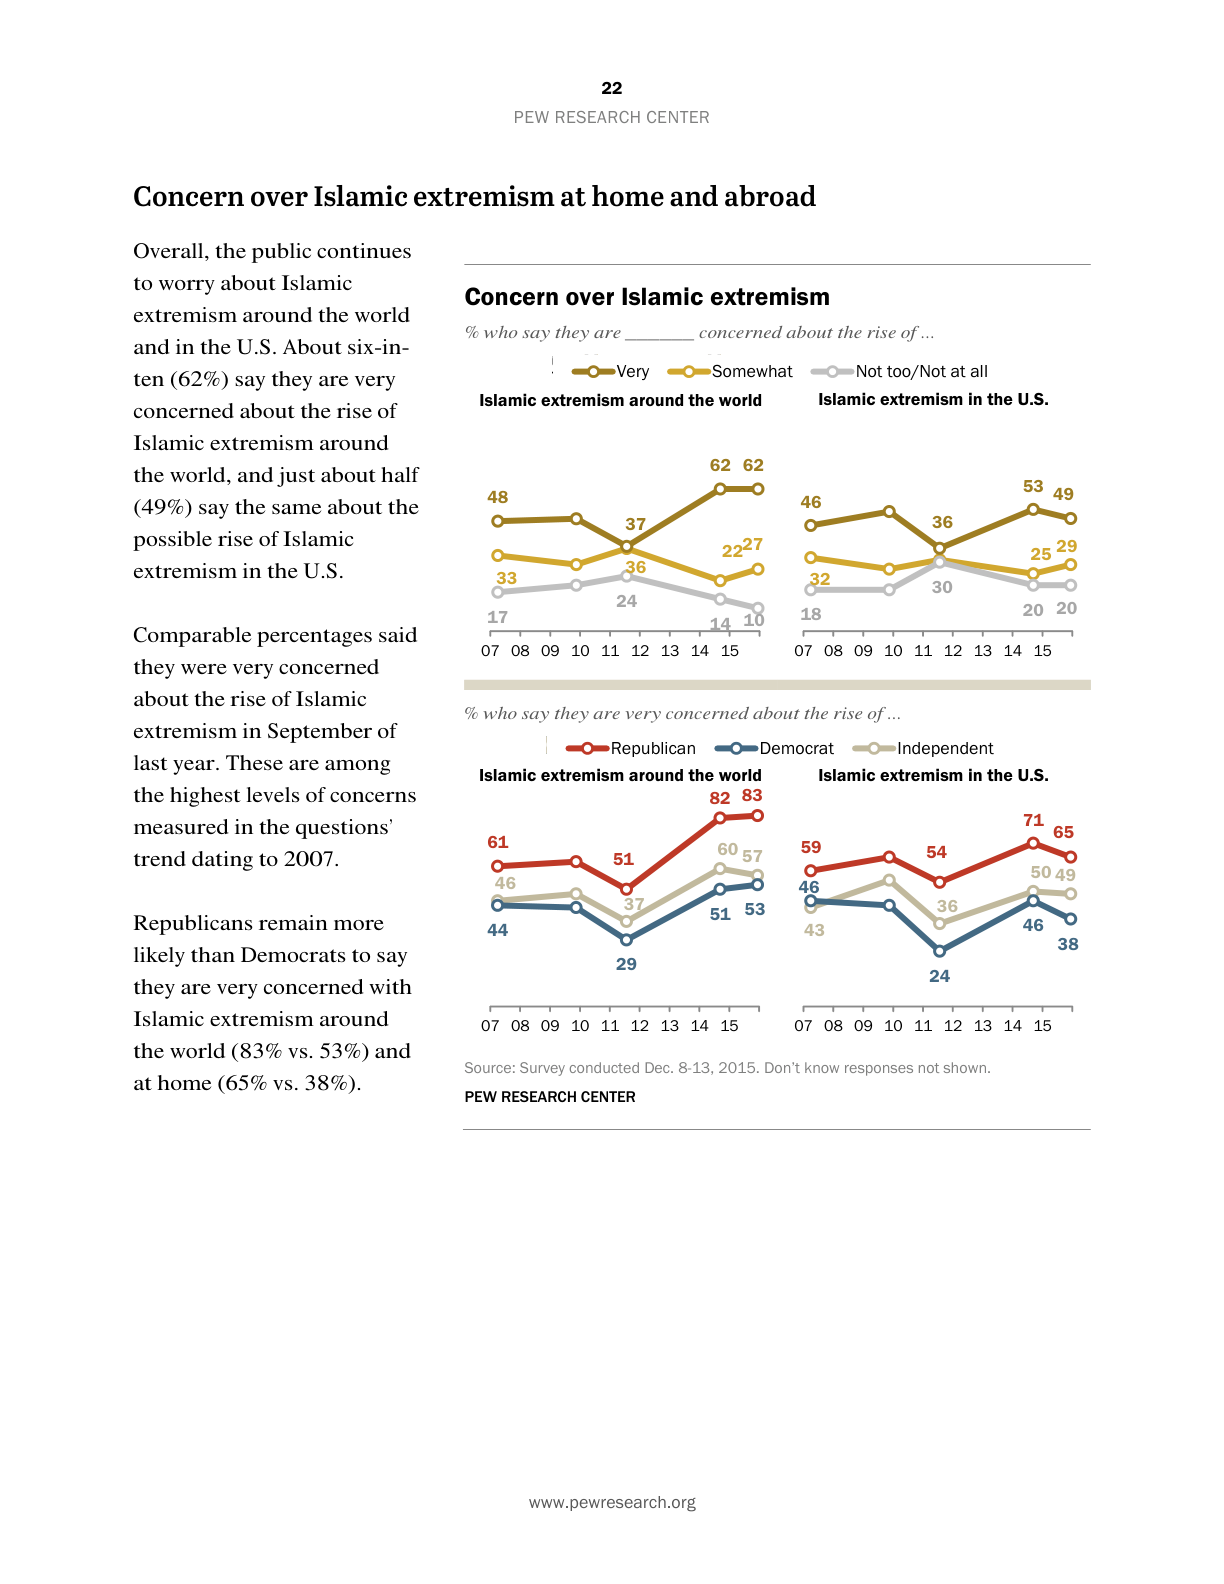 22
PEW RESEARCH CENTER
Concern over Islamic extremism at home and abroad
Overall, the public continues
to worry about Islamic
extremism around the world
and in the U.S. About six-in-
ten (62%) say they are very
concerned about the rise of
Islamic extremism around
the world, and just about half
(49%) say the same about the
possible rise of Islamic
extremism in the U.S.
Comparable percentages said
they were very concerned
about the rise of Islamic
extremism in September of
last year. These are among
the highest levels of concerns
measured in the questions'
trend dating to 2007.
Republicans remain more
likely than Democrats to say
they are very concerned with
Islamic extremism around
the world (83% vs. 53%) and
at home (65% vs. 38%).
Concern over Islamic extremism
% who say they are ________ concerned about the rise of ...
Very Somewhat Not too/Not at all
Islamic extremism around the world
48 37 62 62
33 36 22 27
17 24 14 10
07 08 09 10 11 12 13 14 15
Islamic extremism in the U.S.
46 36 53 49
32 25 29
18 30 20 20
07 08 09 10 11 12 13 14 15
% who say they are very concerned about the rise of ...
Republican Democrat Independent
Islamic extremism around the world
61 51 82 83
46 37 60 57
44 29 51 53
07 08 09 10 11 12 13 14 15
Islamic extremism in the U.S.
59 54 71 65
46 24 46 38
43 36 50 49
07 08 09 10 11 12 13 14 15
Source: Survey conducted Dec. 8-13, 2015. Don't know responses not shown.
PEW RESEARCH CENTER
www.pewresearch.org